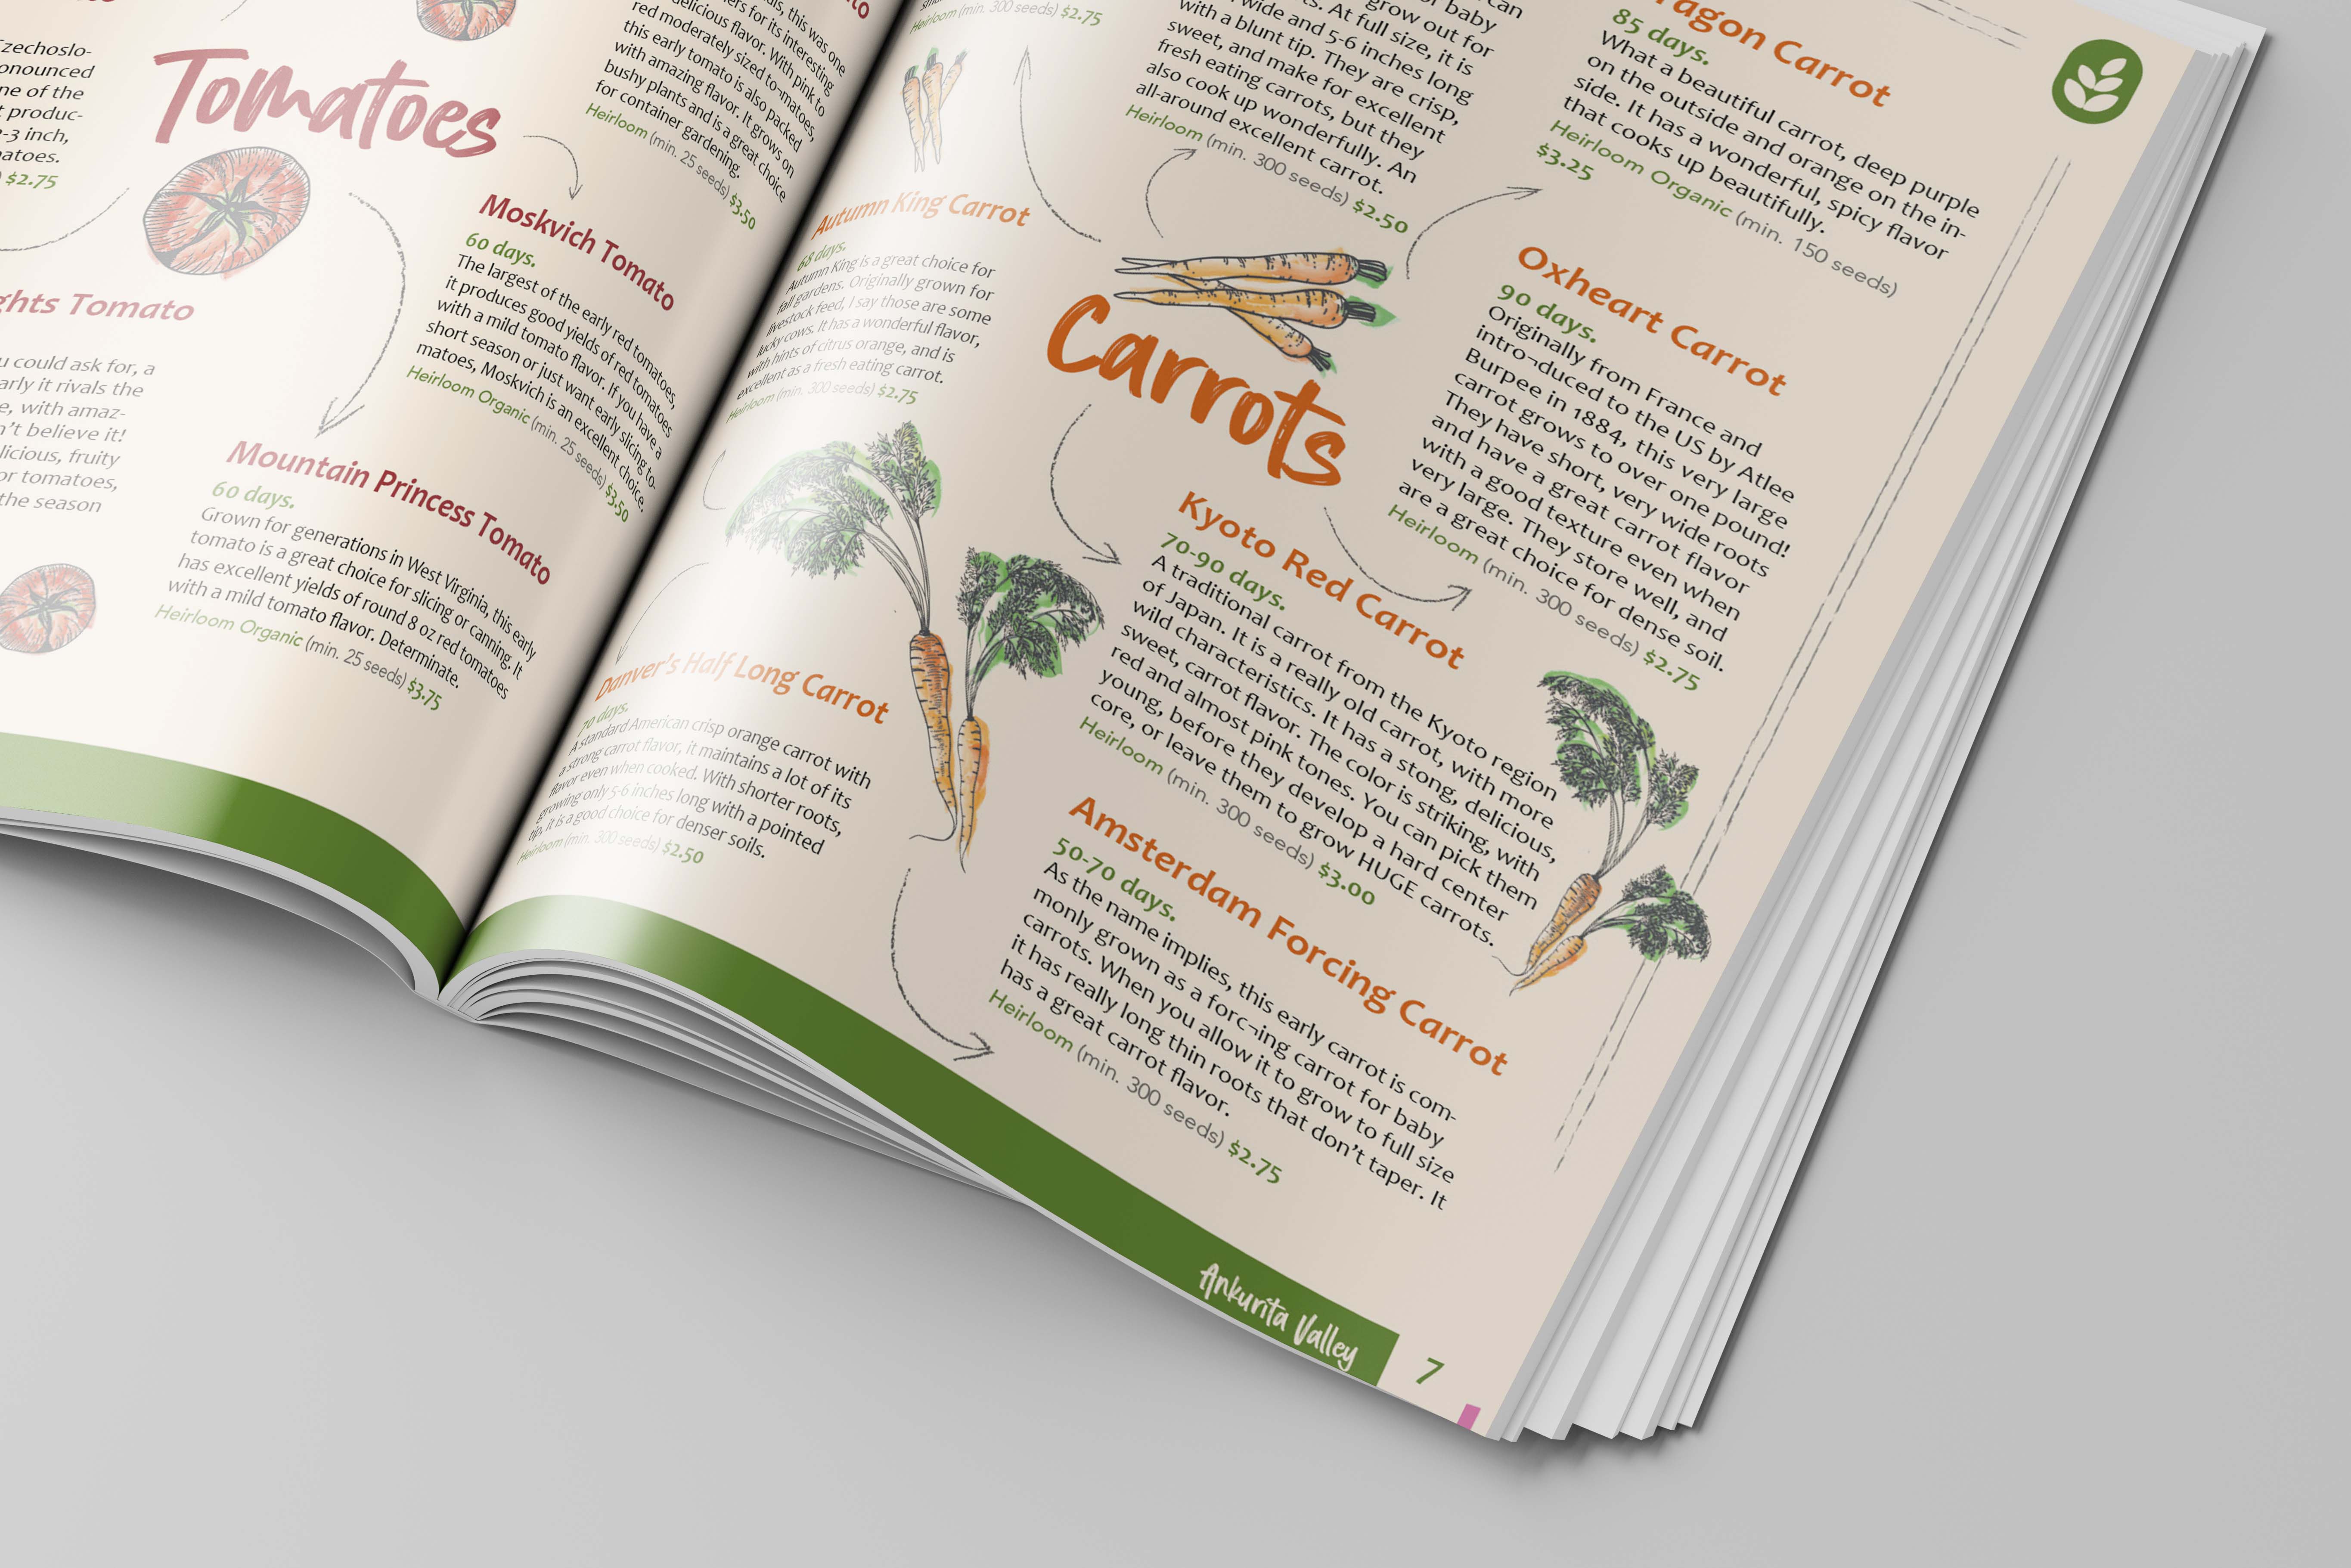 zechoslo-
onounced
ne of the
t produc-
2-3 inch,
atoes.
$2.75
Tomatoes
ghts Tomato
u could ask for, a
arly it rivals the
e, with amaz-
n't believe it!
licious, fruity
or tomatoes,
the season
this was one
ers for its interesting
delicious flavor. With pink to
red moderately sized to¬matoes,
this early tomato is also packed
with amazing flavor. It grows on
bushy plants and is a great choice
for container gardening.
Heirloom (min. 25 seeds) $3.50
Moskvich Tomato
60 days.
The largest of the early red tomatoes,
it produces good yields of red tomatoes
with a mild tomato flavor. If you have a
short season or just want early slicing to-
matoes, Moskvich is an excellent choice.
Heirloom Organic (min. 25 seeds) $3.50
Mountain Princess Tomato
60 days.
Grown for generations in West Virginia, this early
tomato is a great choice for slicing or canning. It
has excellent yields of round 8 oz red tomatoes
with a mild tomato flavor. Determinate.
Heirloom Organic (min. 25 seeds) $3.75
Heirloom (min. 300 seeds) $2.75
Autumn King Carrot
68 days.
Autumn King is a great choice for
fall gardens. Originally grown for
livestock feed, I say those are some
lucky cows. It has a wonderful flavor,
with hints of citrus orange, and is
excellent as a fresh eating carrot.
Heirloom (min. 300 seeds) $2.75
Danver's Half Long Carrot
70 days.
A standard American crisp orange carrot with
a strong carrot flavor, it maintains a lot of its
flavor even when cooked. With shorter roots,
growing only 5-6 inches long with a pointed
tip, it is a good choice for denser soils.
Heirloom (min. 300 seeds) $2.50
can
or baby
grow out for
ts. At full size, it is
wide and 5-6 inches long
with a blunt tip. They are crisp,
sweet, and make for excellent
fresh eating carrots, but they
also cook up wonderfully. An
all-around excellent carrot.
Heirloom (min. 300 seeds) $2.50
Carrots
ragon Carrot
85 days.
What a beautiful carrot, deep purple
on the outside and orange on the in-
side. It has a wonderful, spicy flavor
that cooks up beautifully.
Heirloom Organic (min. 150 seeds)
$3.25
Oxheart Carrot
90 days.
Originally from France and
intro¬duced to the US by Atlee
Burpee in 1884, this very large
carrot grows to over one pound!
They have short, very wide roots
and have a great carrot flavor
with a good texture even when
very large. They store well, and
are a great choice for dense soil.
Heirloom (min. 300 seeds) $2.75
Kyoto Red Carrot
70-90 days.
A traditional carrot from the Kyoto region
of Japan. It is a really old carrot, with more
wild characteristics. It has a stong, delicious,
sweet, carrot flavor. The color is striking, with
red and almost pink tones. You can pick them
young, before they develop a hard center
core, or leave them to grow HUGE carrots.
Heirloom (min. 300 seeds) $3.00
Amsterdam Forcing Carrot
50-70 days.
As the name implies, this early carrot is com-
monly grown as a forc¬ing carrot for baby
carrots. When you allow it to grow to full size
it has really long thin roots that don't taper. It
has a great carrot flavor.
Heirloom (min. 300 seeds) $2.75
Ankurita Valley
7